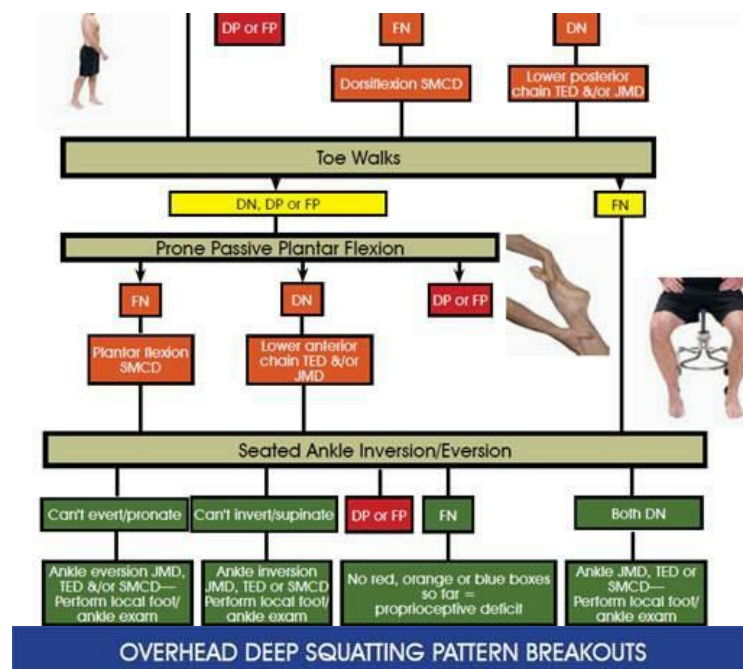 DP or FP
FN
DN
Dorsiflexion SMCD
Lower posterior
chain TED &/or JMD
Toe Walks
DN, DP or FP
FN
Prone Passive Plantar Flexion
FN
DN
DP or FP
Plantar flexion
SMCD
Lower anterior
chain TED &/or
JMD
Seated Ankle Inversion/Eversion
Can't evert/pronate
Can't invert/supinate
DP or FP
FN
Both DN
Ankle eversion JMD,
TED &/or SMCD—
Perform local foot/
ankle exam
Ankle inversion
JMD, TED or SMCD
Perform local foot/
ankle exam
No red, orange or blue boxes
so far =
proprioceptive deficit
Ankle JMD, TED or
SMCD—
Perform local foot/
ankle exam
OVERHEAD DEEP SQUATTING PATTERN BREAKOUTS